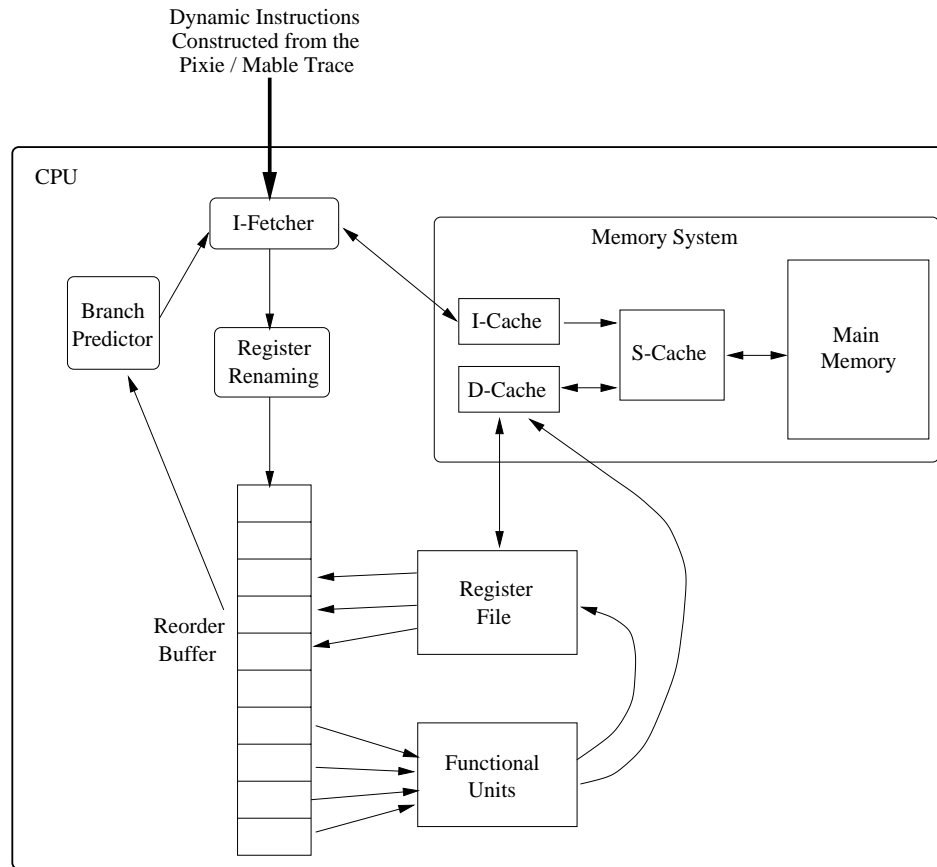 Dynamic Instructions
Constructed from the
Pixie / Mable Trace
CPU
I-Fetcher
Memory System
Branch
Predictor
Register
Renaming
I-Cache
S-Cache
D-Cache
Main
Memory
Reorder
Buffer
Register
File
Functional
Units